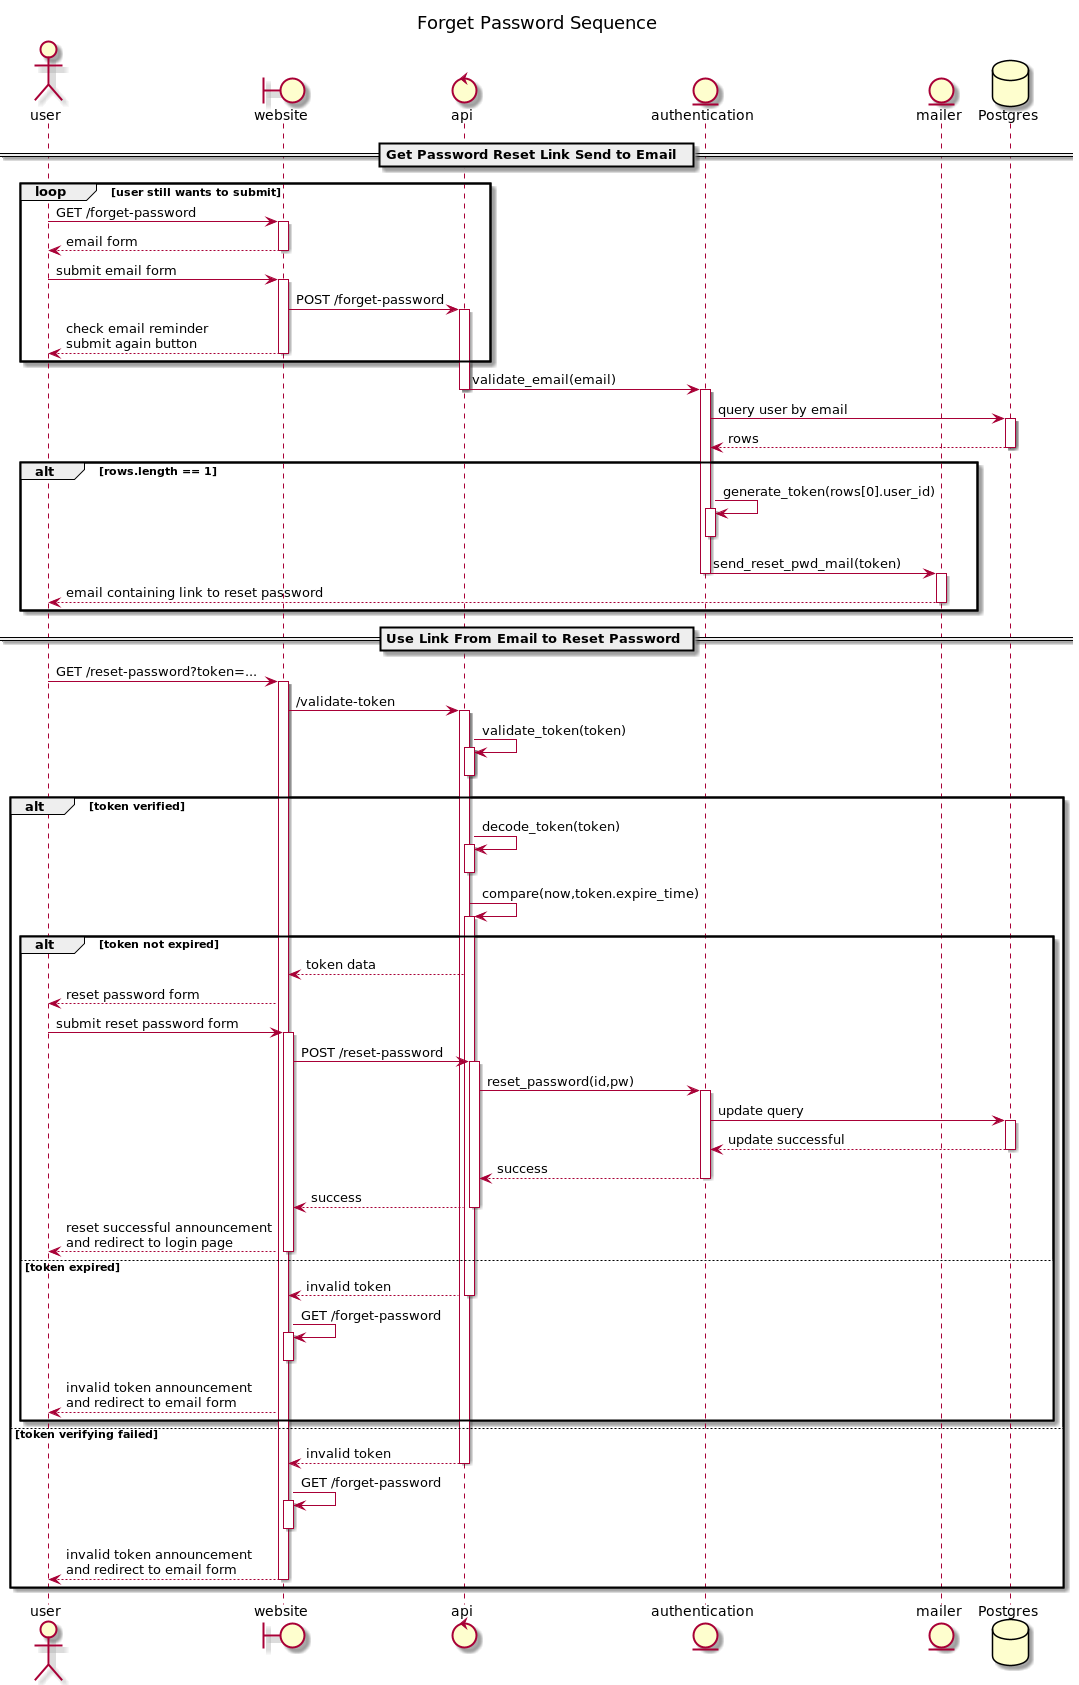 Forget Password Sequence
user
website
api
authentication
mailer
Postgres
Get Password Reset Link Send to Email
loop
[user still wants to submit]
GET /forget-password
email form
submit email form
POST /forget-password
check email reminder
submit again button
validate_email(email)
query user by email
rows
alt
[rows.length == 1]
generate_token(rows[0].user_id)
send_reset_pwd_mail(token)
email containing link to reset password
Use Link From Email to Reset Password
GET /reset-password?token=...
/validate-token
validate_token(token)
alt
[token verified]
decode_token(token)
compare(now,token.expire_time)
alt
[token not expired]
token data
reset password form
submit reset password form
POST /reset-password
reset_password(id,pw)
update query
update successful
success
success
reset successful announcement
and redirect to login page
[token expired]
invalid token
GET /forget-password
invalid token announcement
and redirect to email form
[token verifying failed]
invalid token
GET /forget-password
invalid token announcement
and redirect to email form
user
website
api
authentication
mailer
Postgres